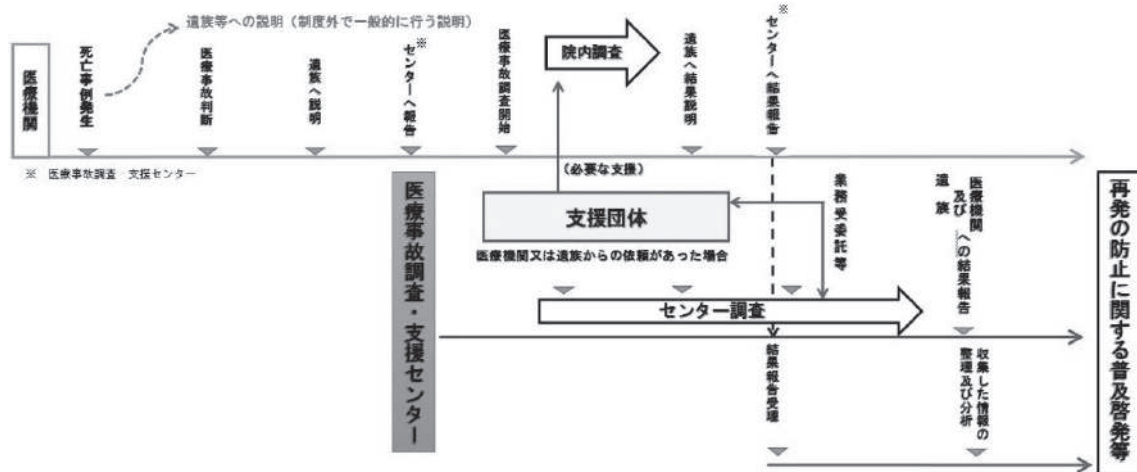 遺族等への説明（制度外で一般的に行う説明）
医療機関
死亡事例発生
医療事故判断
遺族へ説明
センターへ報告※
医療事故調査開始
院内調査
遺族へ結果説明
センターへ結果報告※
※ 医療事故調査・支援センター
（必要な支援）
医療事故調査・支援センター
支援団体
医療機関又は遺族からの依頼があった場合
業務受委託等
医療機関
及び
遺族
への結果報告
センター調査
結果報告受理
収集した情報の
整理及び分析
再発の防止に関する普及啓発等